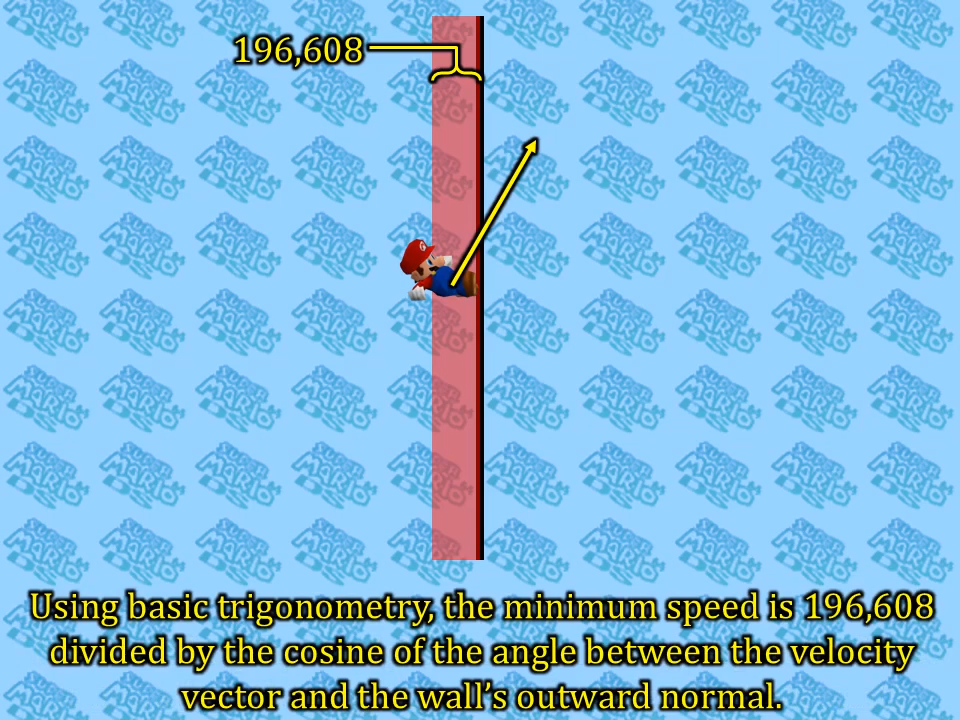 196,608
Using basic trigonometry, the minimum speed is 196,608
divided by the cosine of the angle between the velocity
vector and the wall's outward normal.